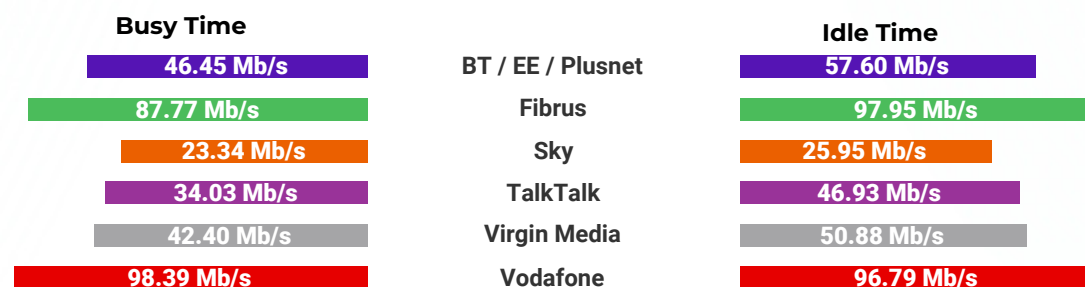 Busy Time
Idle Time
46.45 Mb/s BT / EE / Plusnet 57.60 Mb/s
87.77 Mb/s Fibrus 97.95 Mb/s
23.34 Mb/s Sky 25.95 Mb/s
34.03 Mb/s TalkTalk 46.93 Mb/s
42.40 Mb/s Virgin Media 50.88 Mb/s
98.39 Mb/s Vodafone 96.79 Mb/s